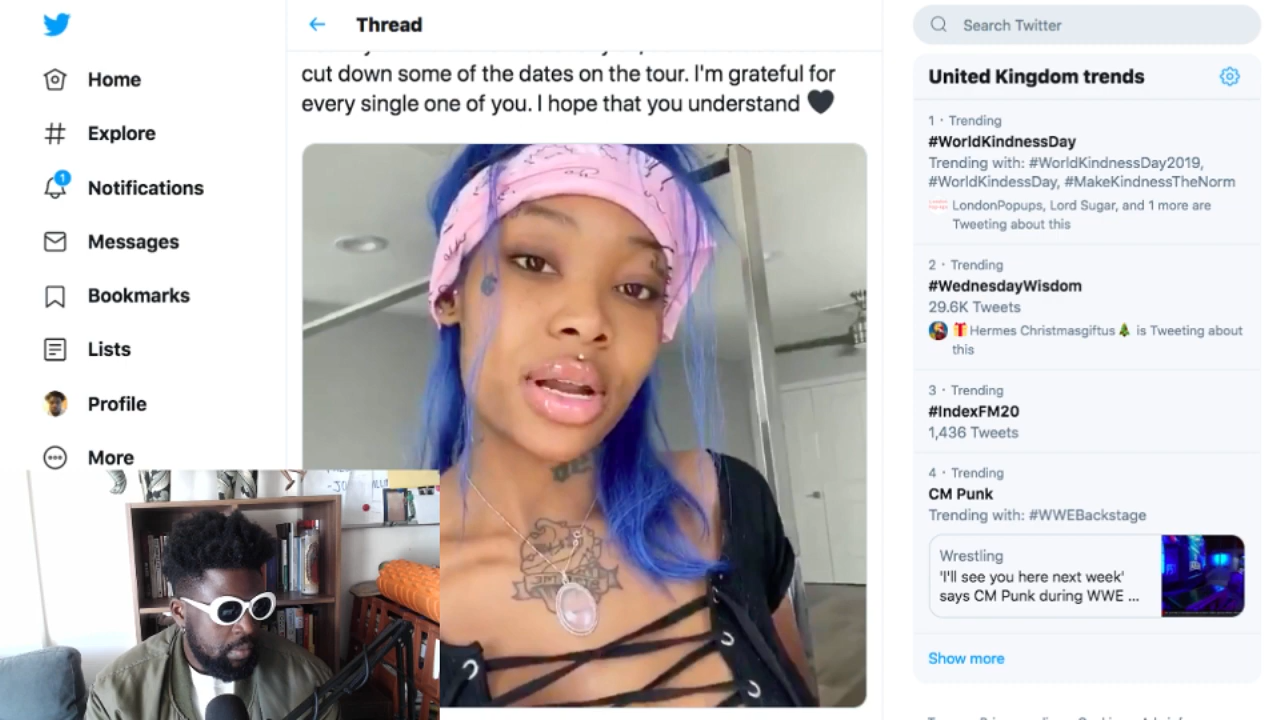 Home
Explore
1
Notifications
Messages
Bookmarks
Lists
Profile
More
Thread
cut down some of the dates on the tour. I'm grateful for
every single one of you. I hope that you understand 🖤
Search Twitter
United Kingdom trends
1 · Trending
#WorldKindnessDay
Trending with: #WorldKindnessDay2019,
#WorldKindessDay, #MakeKindnessTheNorm
LondonPopups, Lord Sugar, and 1 more are
Tweeting about this
2 · Trending
#WednesdayWisdom
29.6K Tweets
🎁Hermes Christmasgiftus🎄 is Tweeting about
this
3 · Trending
#IndexFM20
1,436 Tweets
4 · Trending
CM Punk
Trending with: #WWEBackstage
Wrestling
'I'll see you here next week'
says CM Punk during WWE ...
Show more